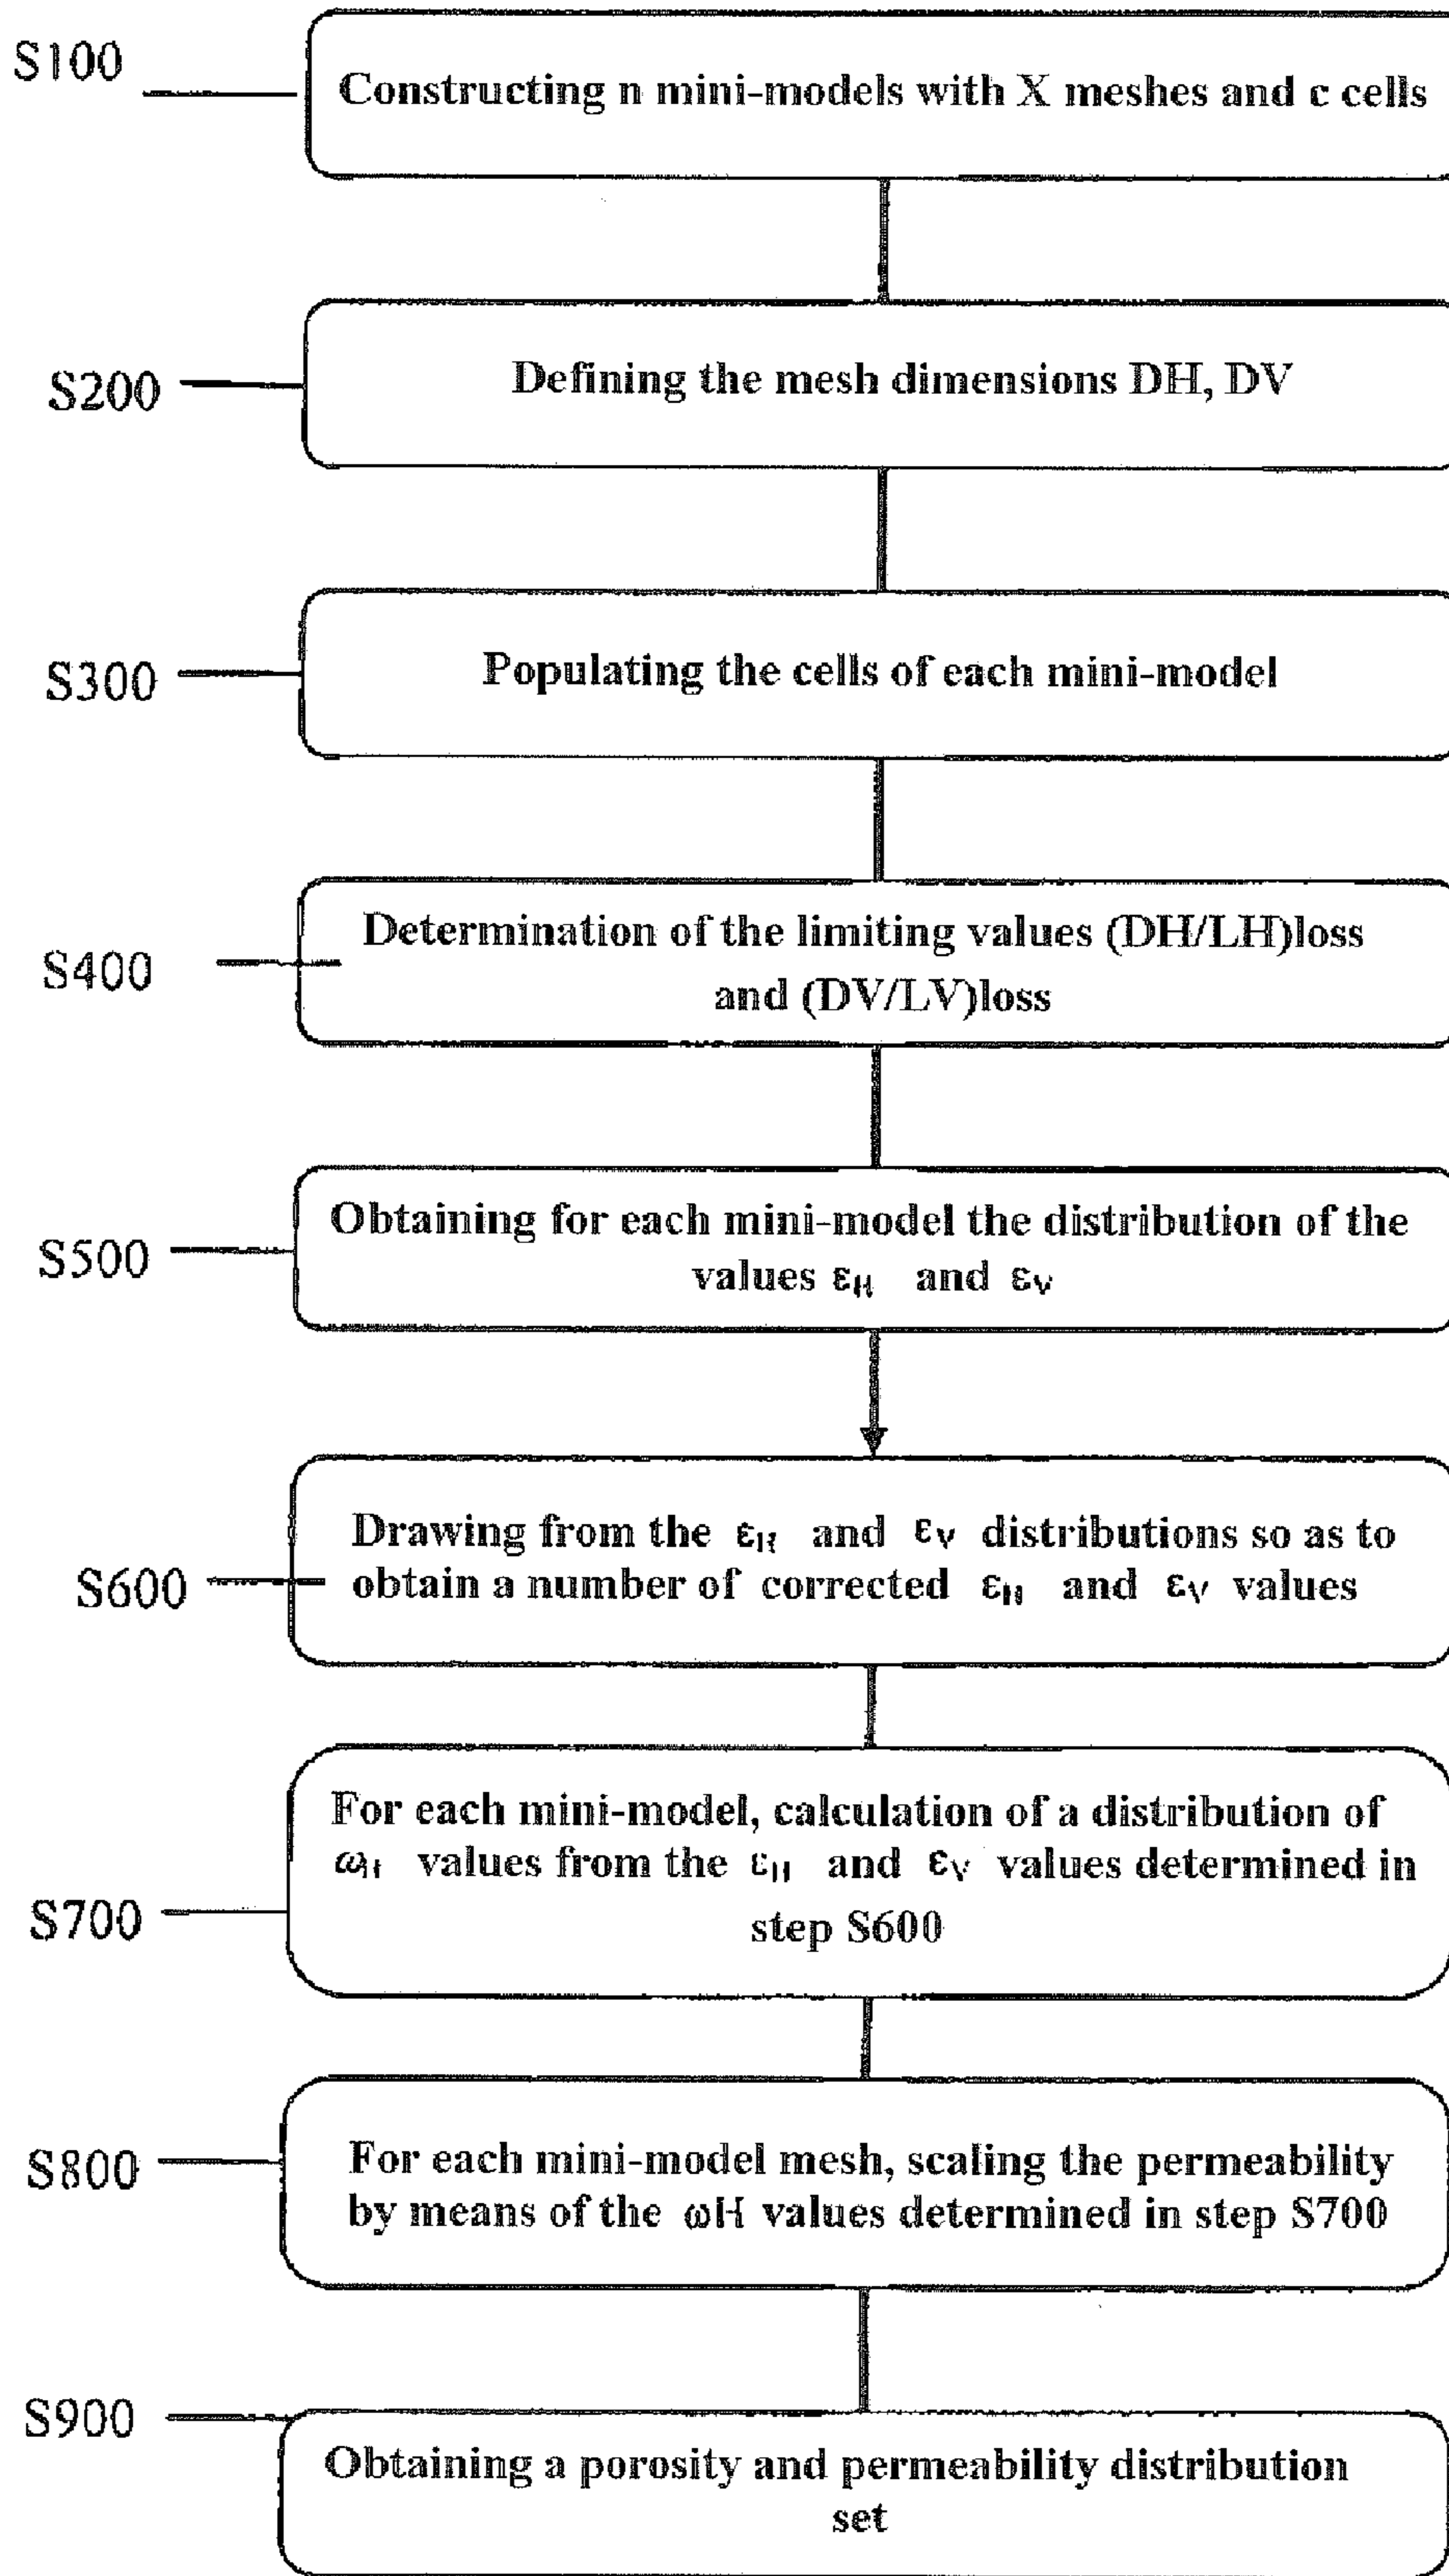 S100
Constructing n mini-models with X meshes and c cells
S200
Defining the mesh dimensions DH, DV
S300
Populating the cells of each mini-model
S400
Determination of the limiting values (DH/LH)loss
and (DV/LV)loss
S500
Obtaining for each mini-model the distribution of the
values εH and εV
S600
Drawing from the εH and εV distributions so as to
obtain a number of corrected εH and εV values
S700
For each mini-model, calculation of a distribution of
ωH values from the εH and εV values determined in
step S600
S800
For each mini-model mesh, scaling the permeability
by means of the ωH values determined in step S700
S900
Obtaining a porosity and permeability distribution
set